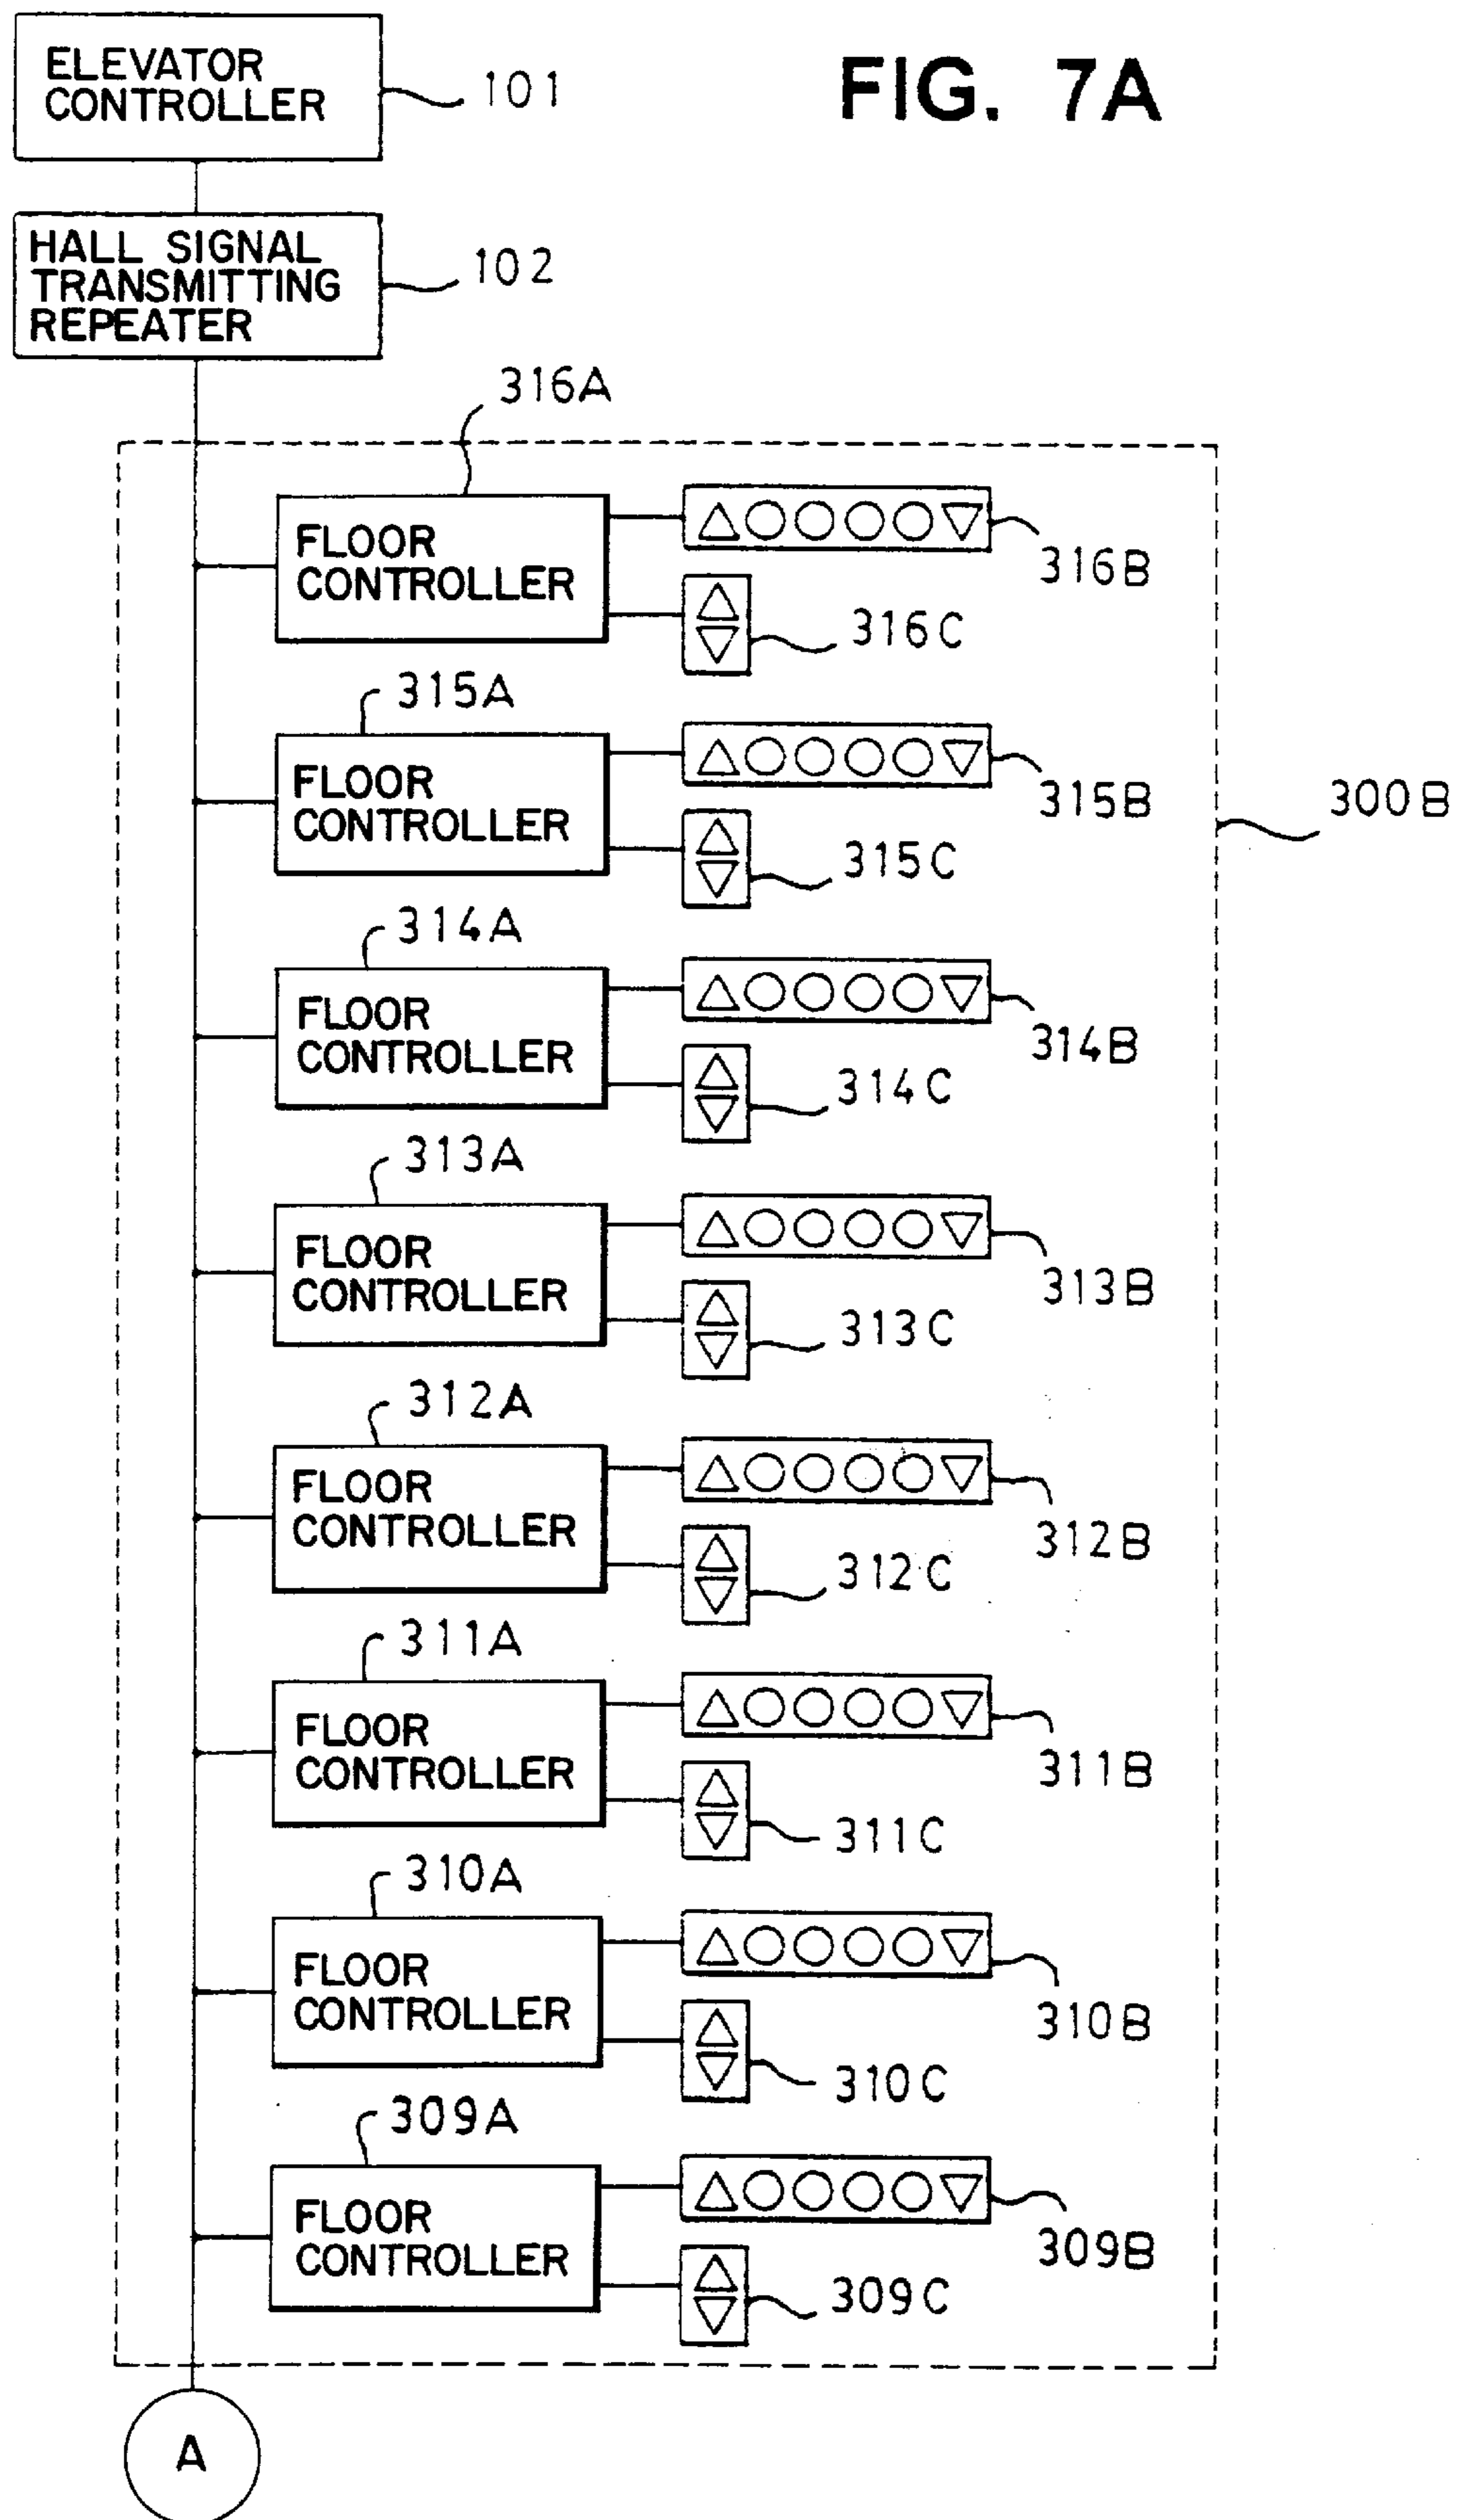 FIG. 7A
ELEVATOR
CONTROLLER
101
HALL SIGNAL
TRANSMITTING
REPEATER
102
316A
FLOOR
CONTROLLER
316B
316C
315A
FLOOR
CONTROLLER
315B
315C
300B
314A
FLOOR
CONTROLLER
314B
314C
313A
FLOOR
CONTROLLER
313B
313C
312A
FLOOR
CONTROLLER
312B
312C
311A
FLOOR
CONTROLLER
311B
311C
310A
FLOOR
CONTROLLER
310B
310C
309A
FLOOR
CONTROLLER
309B
309C
A